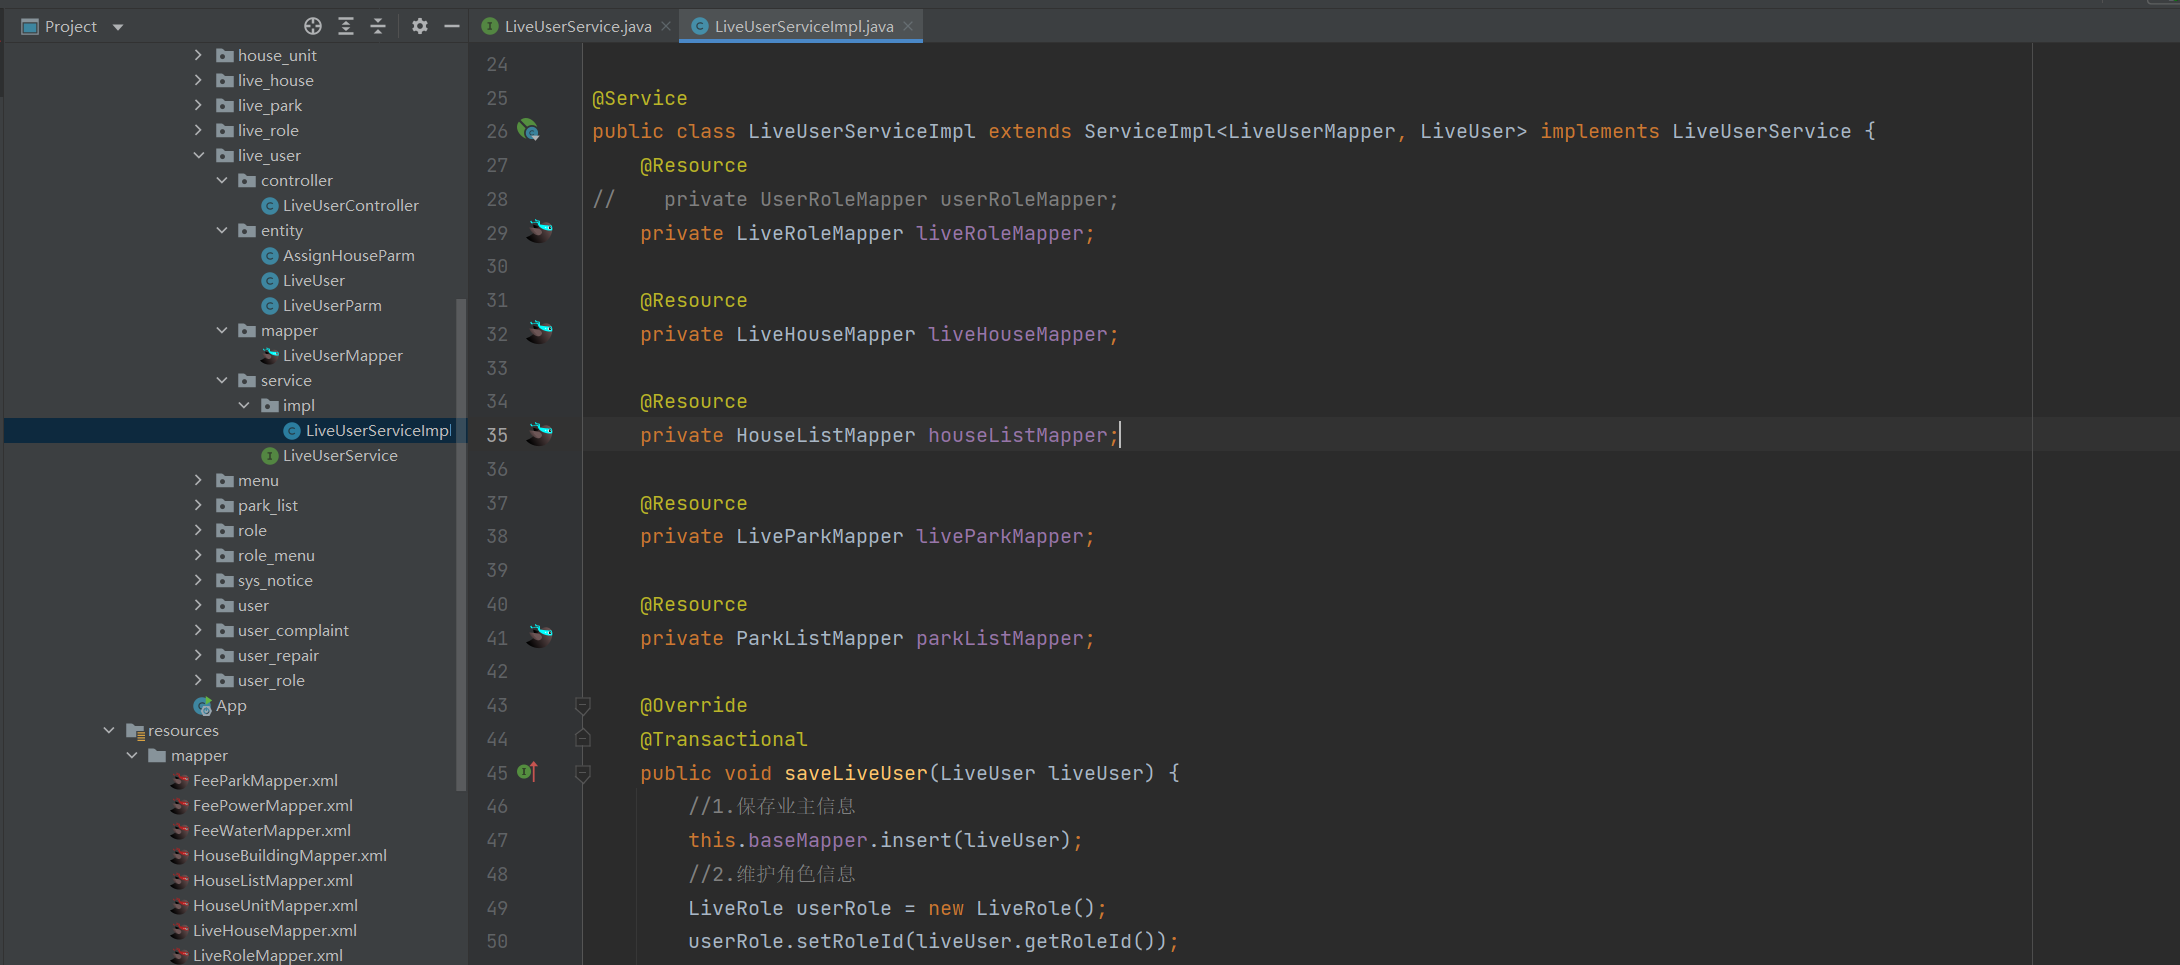 Project
house_unit
live_house
live_park
live_role
live_user
controller
LiveUserController
entity
AssignHouseParm
LiveUser
LiveUserParm
mapper
LiveUserMapper
service
impl
LiveUserServiceImpl
LiveUserService
menu
park_list
role
role_menu
sys_notice
user
user_complaint
user_repair
user_role
App
resources
mapper
FeeParkMapper.xml
FeePowerMapper.xml
FeeWaterMapper.xml
HouseBuildingMapper.xml
HouseListMapper.xml
HouseUnitMapper.xml
LiveHouseMapper.xml
LiveRoleMapper.xml
LiveUserService.java
LiveUserServiceImpl.java
24
25 @Service
26 public class LiveUserServiceImpl extends ServiceImpl<LiveUserMapper, LiveUser> implements LiveUserService {
27 @Resource
28 // private UserRoleMapper userRoleMapper;
29 private LiveRoleMapper liveRoleMapper;
30
31 @Resource
32 private LiveHouseMapper liveHouseMapper;
33
34 @Resource
35 private HouseListMapper houseListMapper;
36
37 @Resource
38 private LiveParkMapper liveParkMapper;
39
40 @Resource
41 private ParkListMapper parkListMapper;
42
43 @Override
44 @Transactional
45 public void saveLiveUser(LiveUser liveUser) {
46 //1.保存业主信息
47 this.baseMapper.insert(liveUser);
48 //2.维护角色信息
49 LiveRole userRole = new LiveRole();
50 userRole.setRoleId(liveUser.getRoleId());